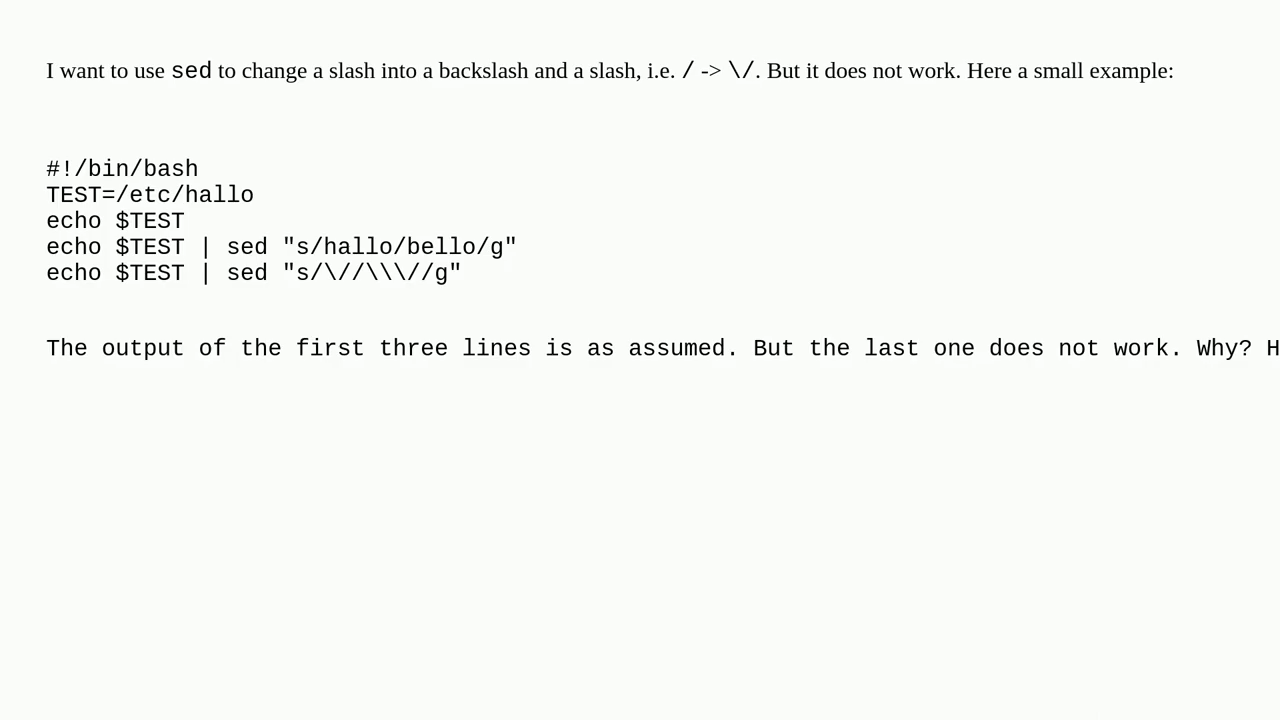 I want to use sed to change a slash into a backslash and a slash, i.e. / -> \/. But it does not work. Here a small example:
#!/bin/bash
TEST=/etc/hallo
echo $TEST
echo $TEST | sed "s/hallo/bello/g"
echo $TEST | sed "s/\//\\\//g"
The output of the first three lines is as assumed. But the last one does not work. Why?